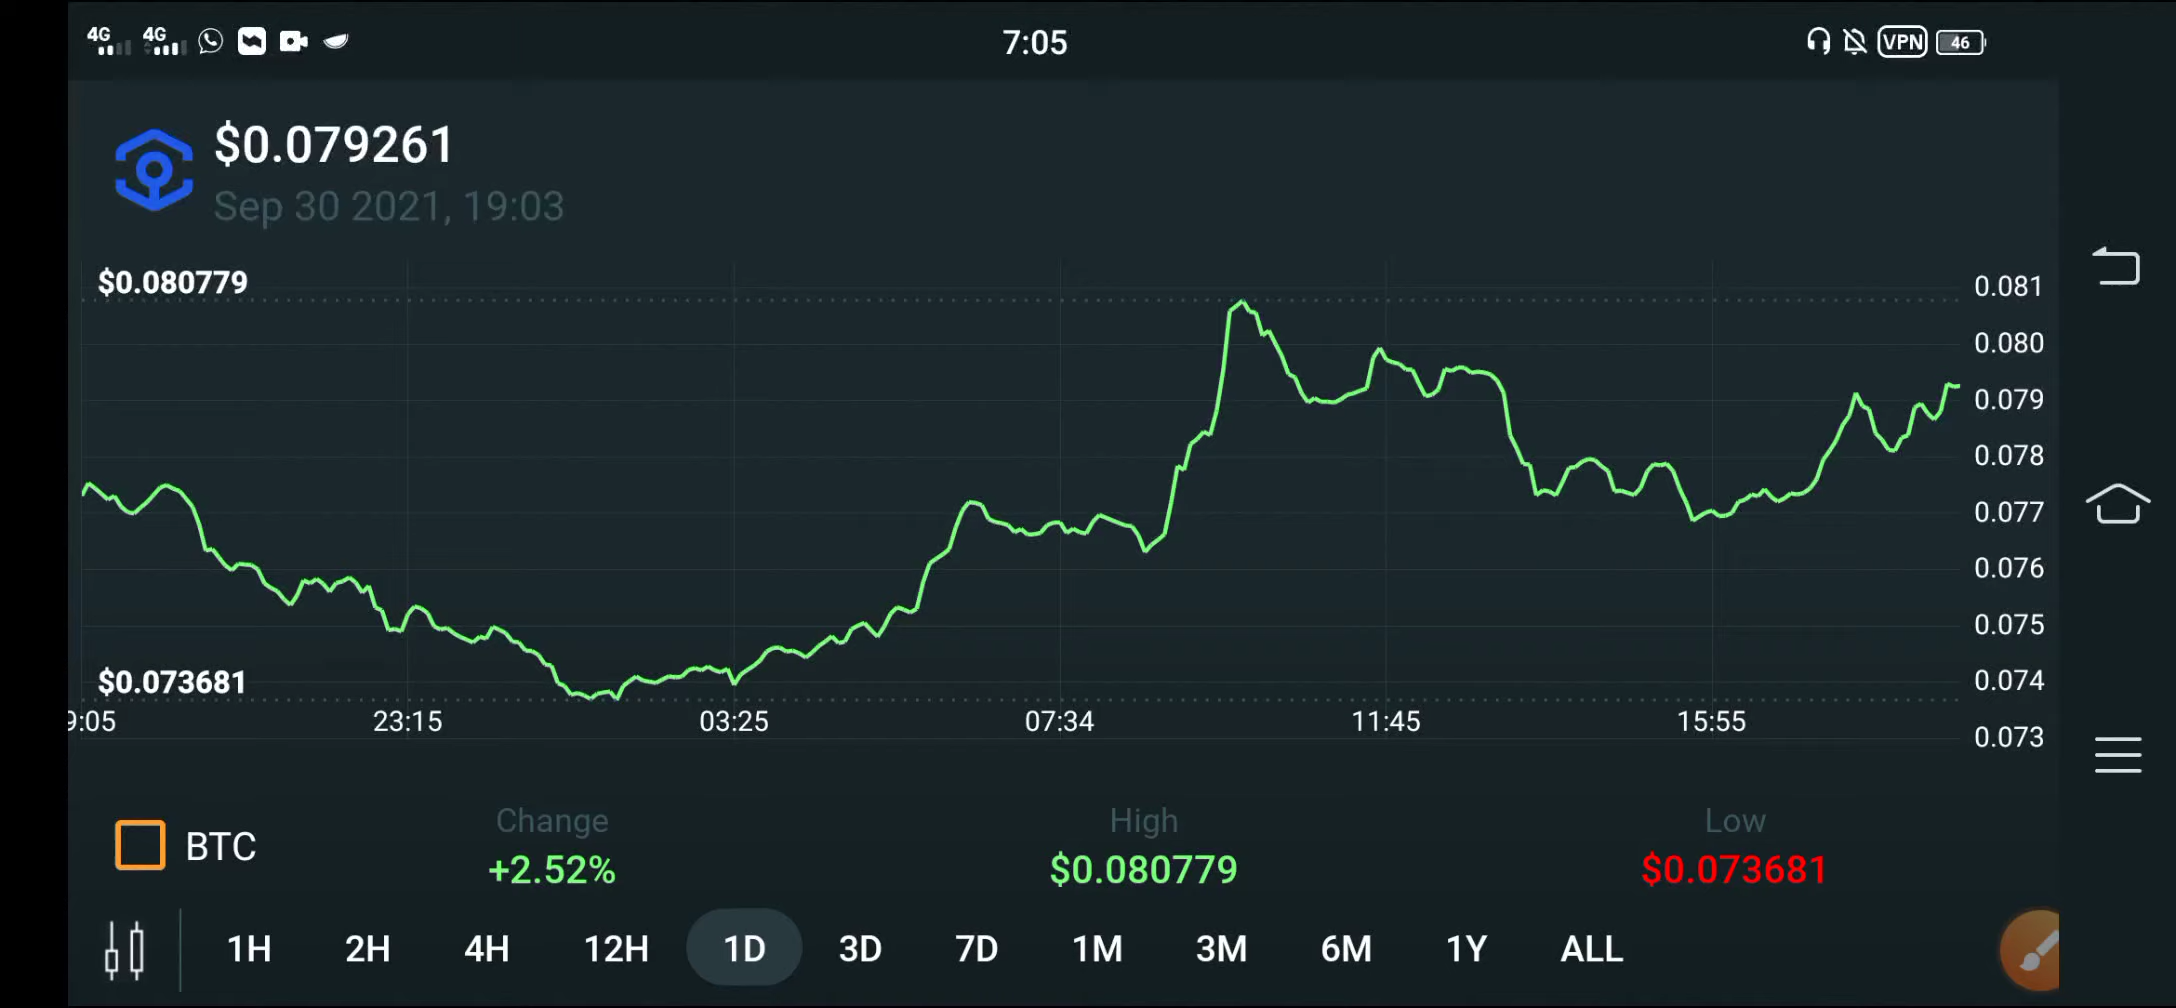 4G 4G 7:05 VPN 46
$0.079261
Sep 30 2021, 19:03
$0.080779
0.081
0.080
0.079
0.078
0.077
0.076
0.075
$0.073681
0.074
9:05 23:15 03:25 07:34 11:45 15:55
0.073
BTC
Change High Low
+2.52% $0.080779 $0.073681
1H 2H 4H 12H 1D 3D 7D 1M 3M 6M 1Y ALL